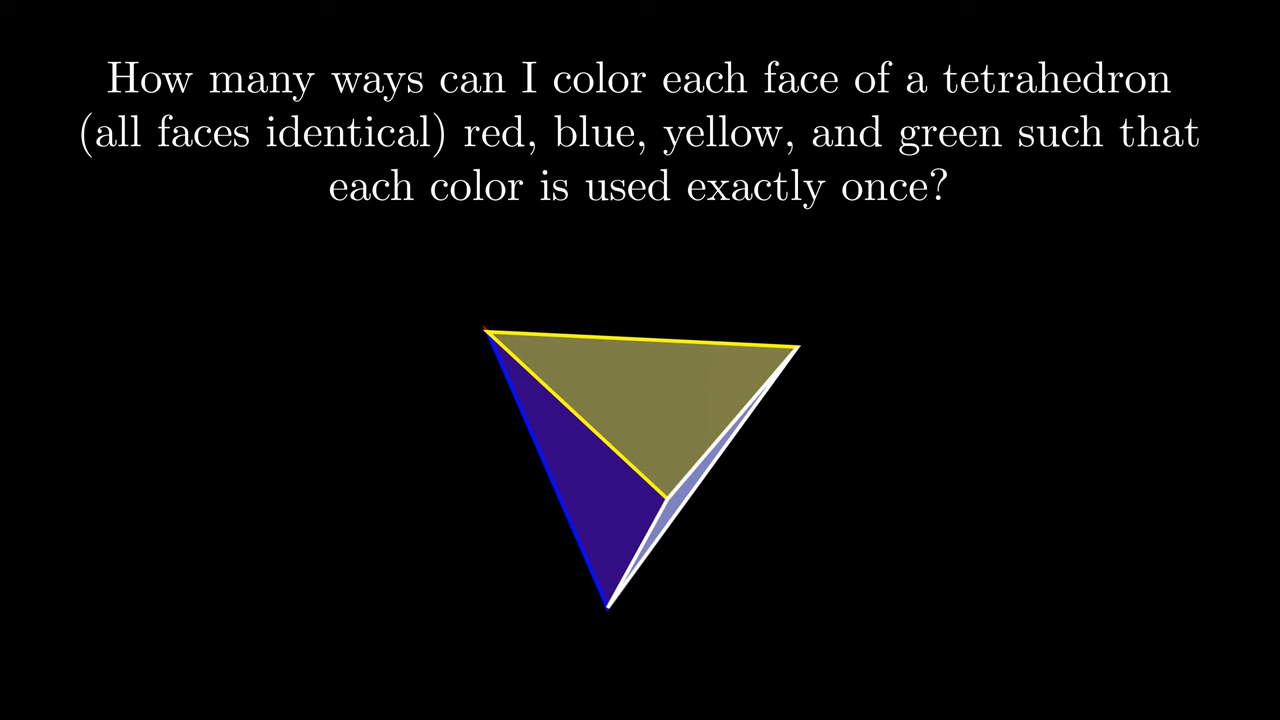 How many ways can I color each face of a tetrahedron
(all faces identical) red, blue, yellow, and green such that
each color is used exactly once?